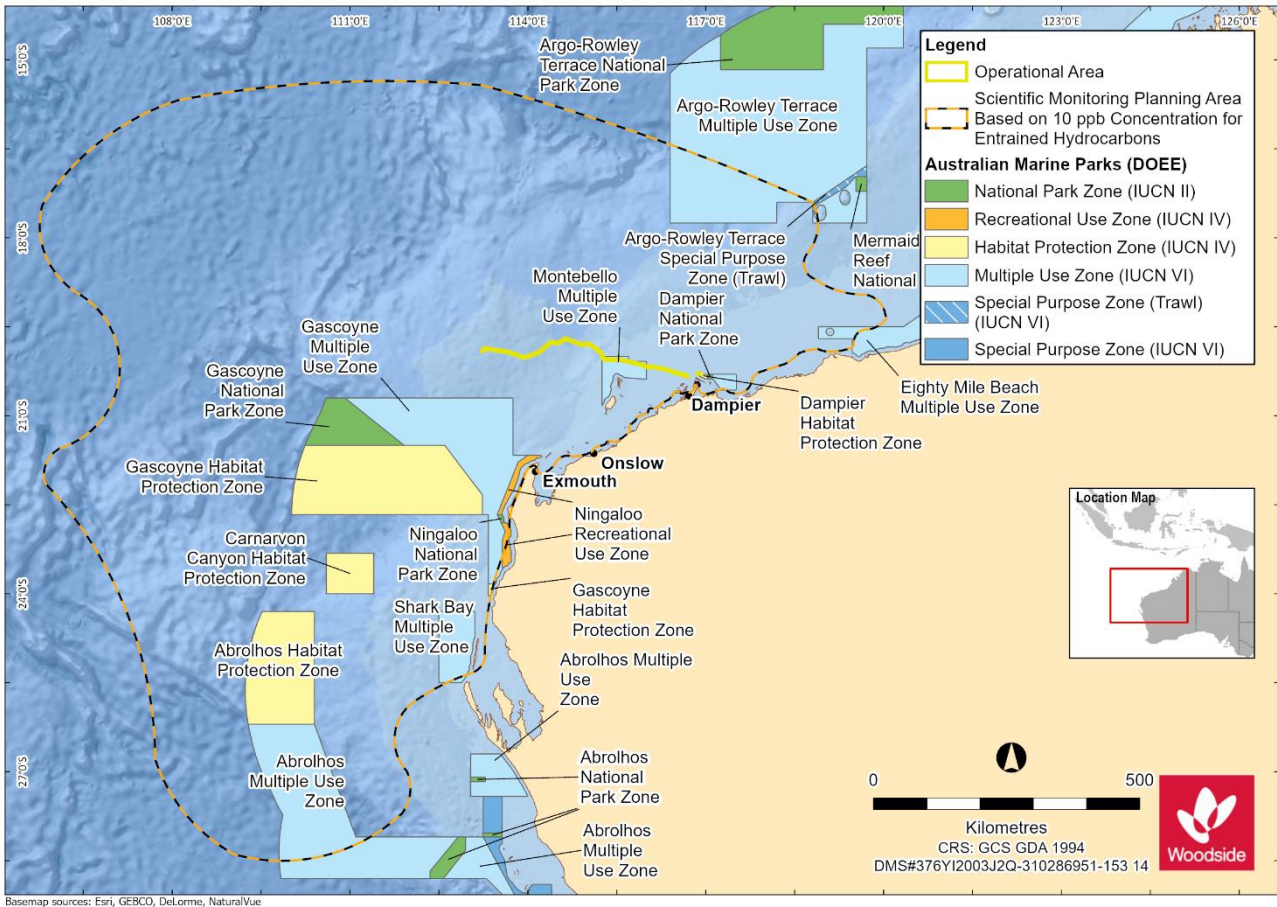 108°0'E
111°0'E
114°0'E
117°0'E
120°0'E
123°0'E
126°0'E
15°0'S
18°0'S
21°0'S
24°0'S
27°0'S
Argo-Rowley
Terrace National
Park Zone
Argo-Rowley Terrace
Multiple Use Zone
Argo-Rowley Terrace
Special Purpose
Zone (Trawl)
Mermaid
Reef
National
Montebello
Multiple
Use Zone
Dampier
National
Park Zone
Gascoyne
Multiple
Use Zone
Gascoyne
National
Park Zone
Eighty Mile Beach
Multiple Use Zone
Dampier
Dampier
Habitat
Protection Zone
Gascoyne Habitat
Protection Zone
Onslow
Exmouth
Ningaloo
Recreational
Use Zone
Ningaloo
National
Park Zone
Carnarvon
Canyon Habitat
Protection Zone
Gascoyne
Habitat
Protection Zone
Shark Bay
Multiple
Use Zone
Abrolhos Habitat
Protection Zone
Abrolhos Multiple
Use
Zone
Abrolhos
Multiple Use
Zone
Abrolhos
National
Park Zone
Abrolhos
Multiple
Use Zone
Legend
Operational Area
Scientific Monitoring Planning Area
Based on 10 ppb Concentration for
Entrained Hydrocarbons
Australian Marine Parks (DOEE)
National Park Zone (IUCN II)
Recreational Use Zone (IUCN IV)
Habitat Protection Zone (IUCN IV)
Multiple Use Zone (IUCN VI)
Special Purpose Zone (Trawl)
(IUCN VI)
Special Purpose Zone (IUCN VI)
Location Map
0 500
Kilometres
CRS: GCS GDA 1994
DMS#376YI2003J2Q-310286951-153 14
Woodside
Basemap sources: Esri, GEBCO, DeLorme, NaturalVue